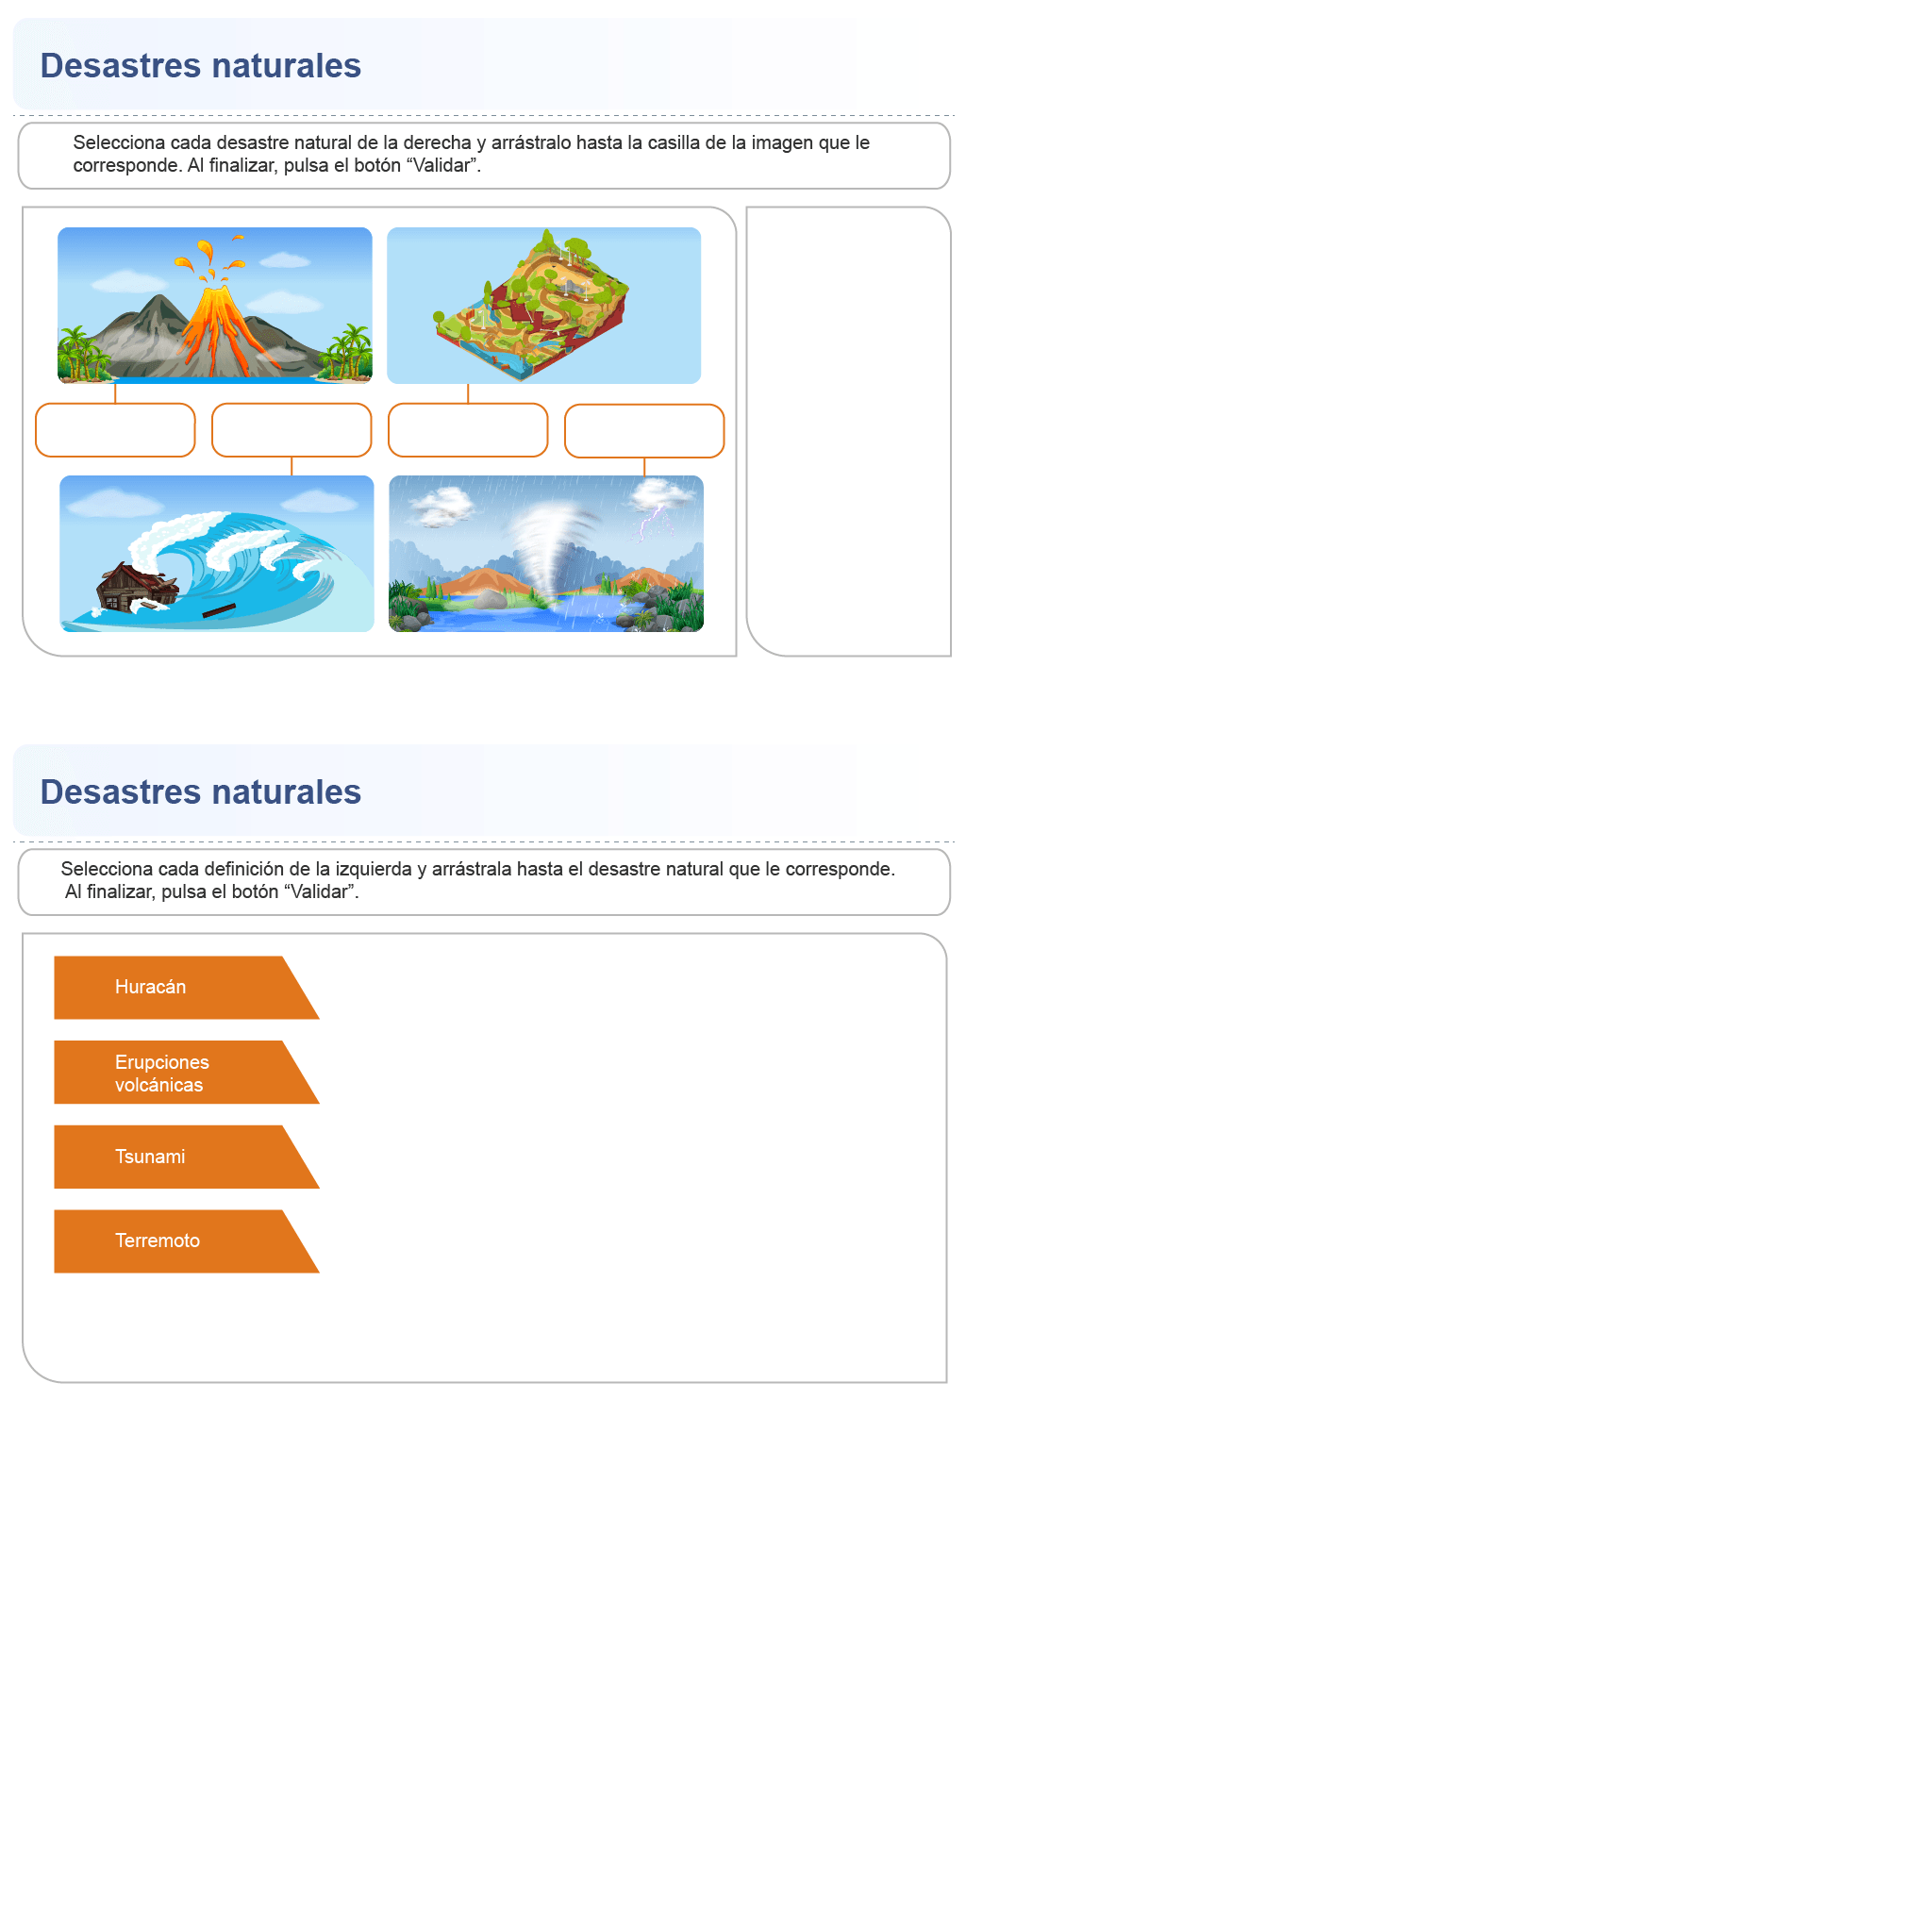 Desastres naturales
Selecciona cada desastre natural de la derecha y arrástralo hasta la casilla de la imagen que le
corresponde. Al finalizar, pulsa el botón “Validar”.
Desastres naturales
Selecciona cada definición de la izquierda y arrástrala hasta el desastre natural que le corresponde.
Al finalizar, pulsa el botón “Validar”.
Huracán
Erupciones
volcánicas
Tsunami
Terremoto